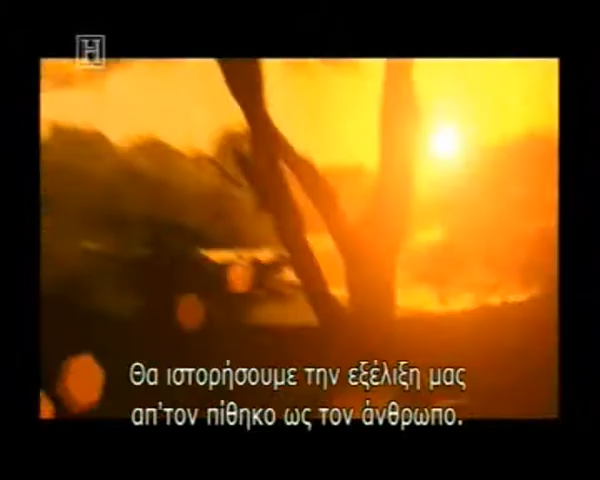 H
Θα ιστορήσουμε την εξέλιξη μας
απ'τον πίθηκο ως τον άνθρωπο.